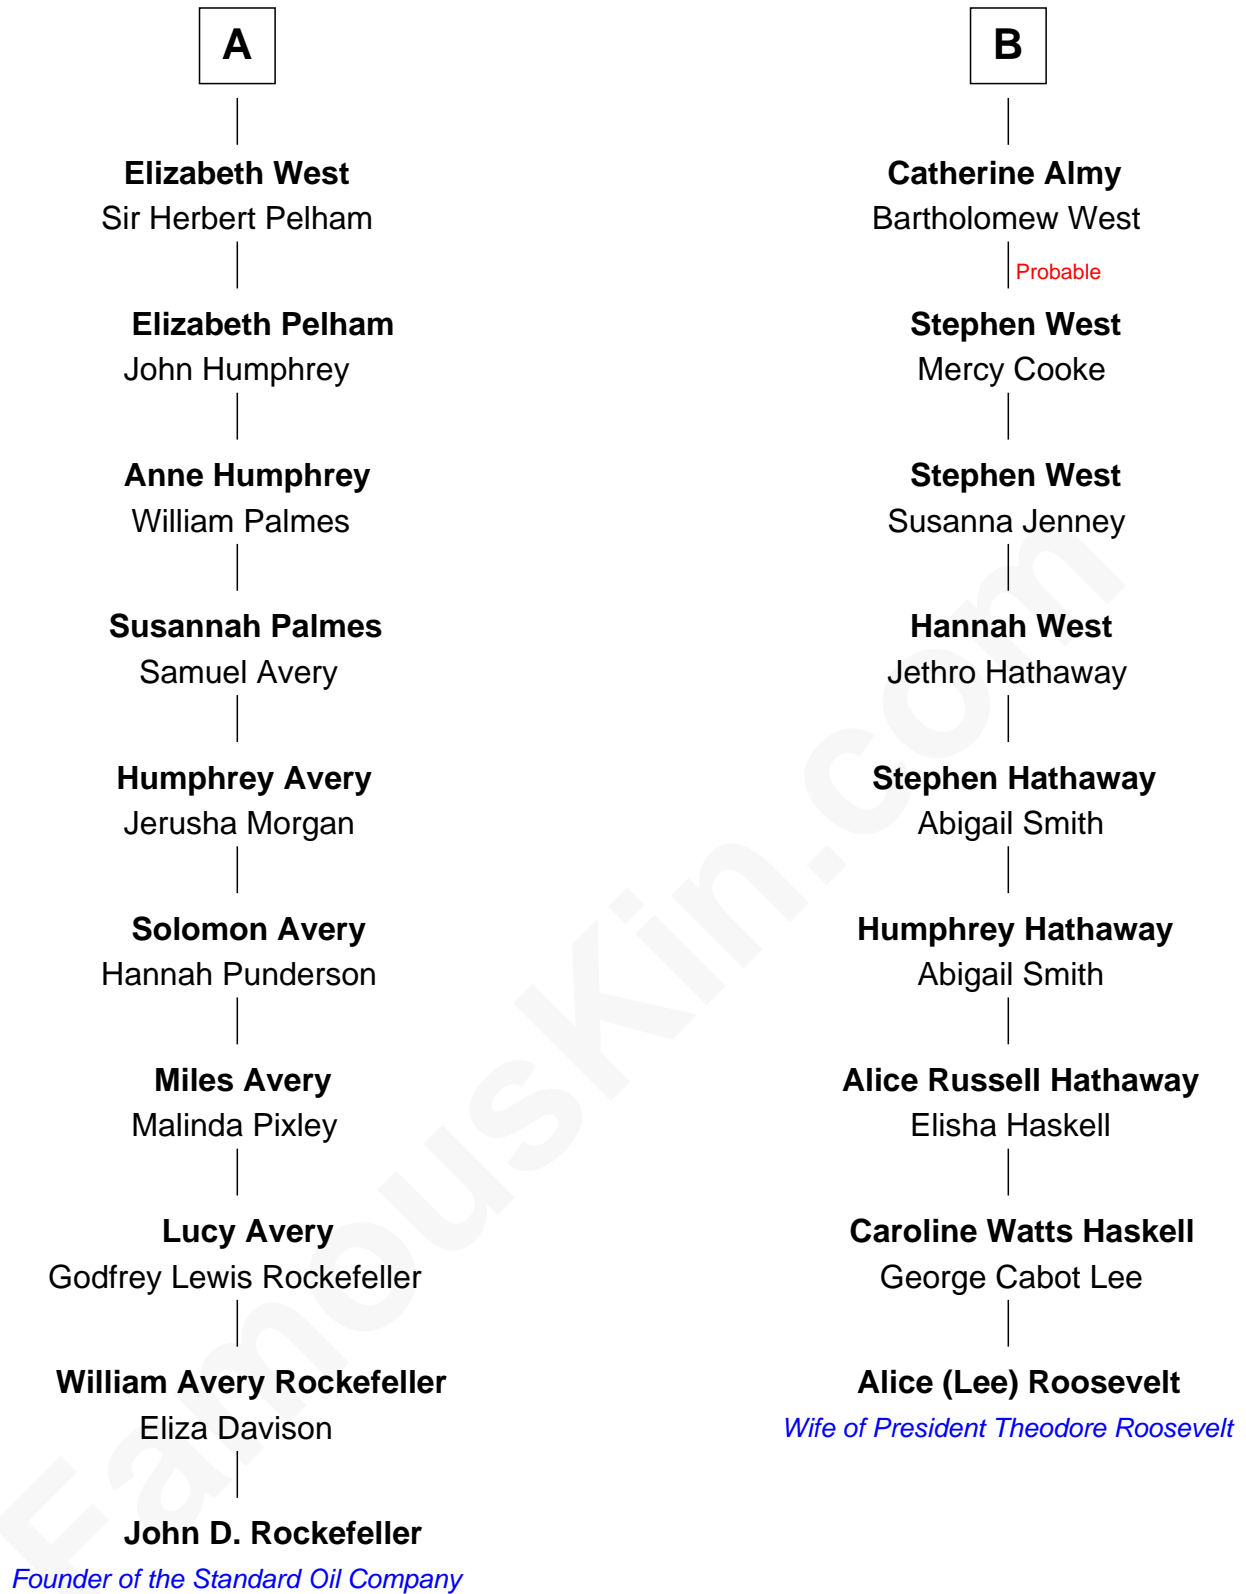 A
Elizabeth West
Sir Herbert Pelham
Elizabeth Pelham
John Humphrey
Anne Humphrey
William Palmes
Susannah Palmes
Samuel Avery
Humphrey Avery
Jerusha Morgan
Solomon Avery
Hannah Punderson
Miles Avery
Malinda Pixley
Lucy Avery
Godfrey Lewis Rockefeller
William Avery Rockefeller
Eliza Davison
John D. Rockefeller
Founder of the Standard Oil Company
B
Catherine Almy
Bartholomew West
Probable
Stephen West
Mercy Cooke
Stephen West
Susanna Jenney
Hannah West
Jethro Hathaway
Stephen Hathaway
Abigail Smith
Humphrey Hathaway
Abigail Smith
Alice Russell Hathaway
Elisha Haskell
Caroline Watts Haskell
George Cabot Lee
Alice (Lee) Roosevelt
Wife of President Theodore Roosevelt
FamousKin.com